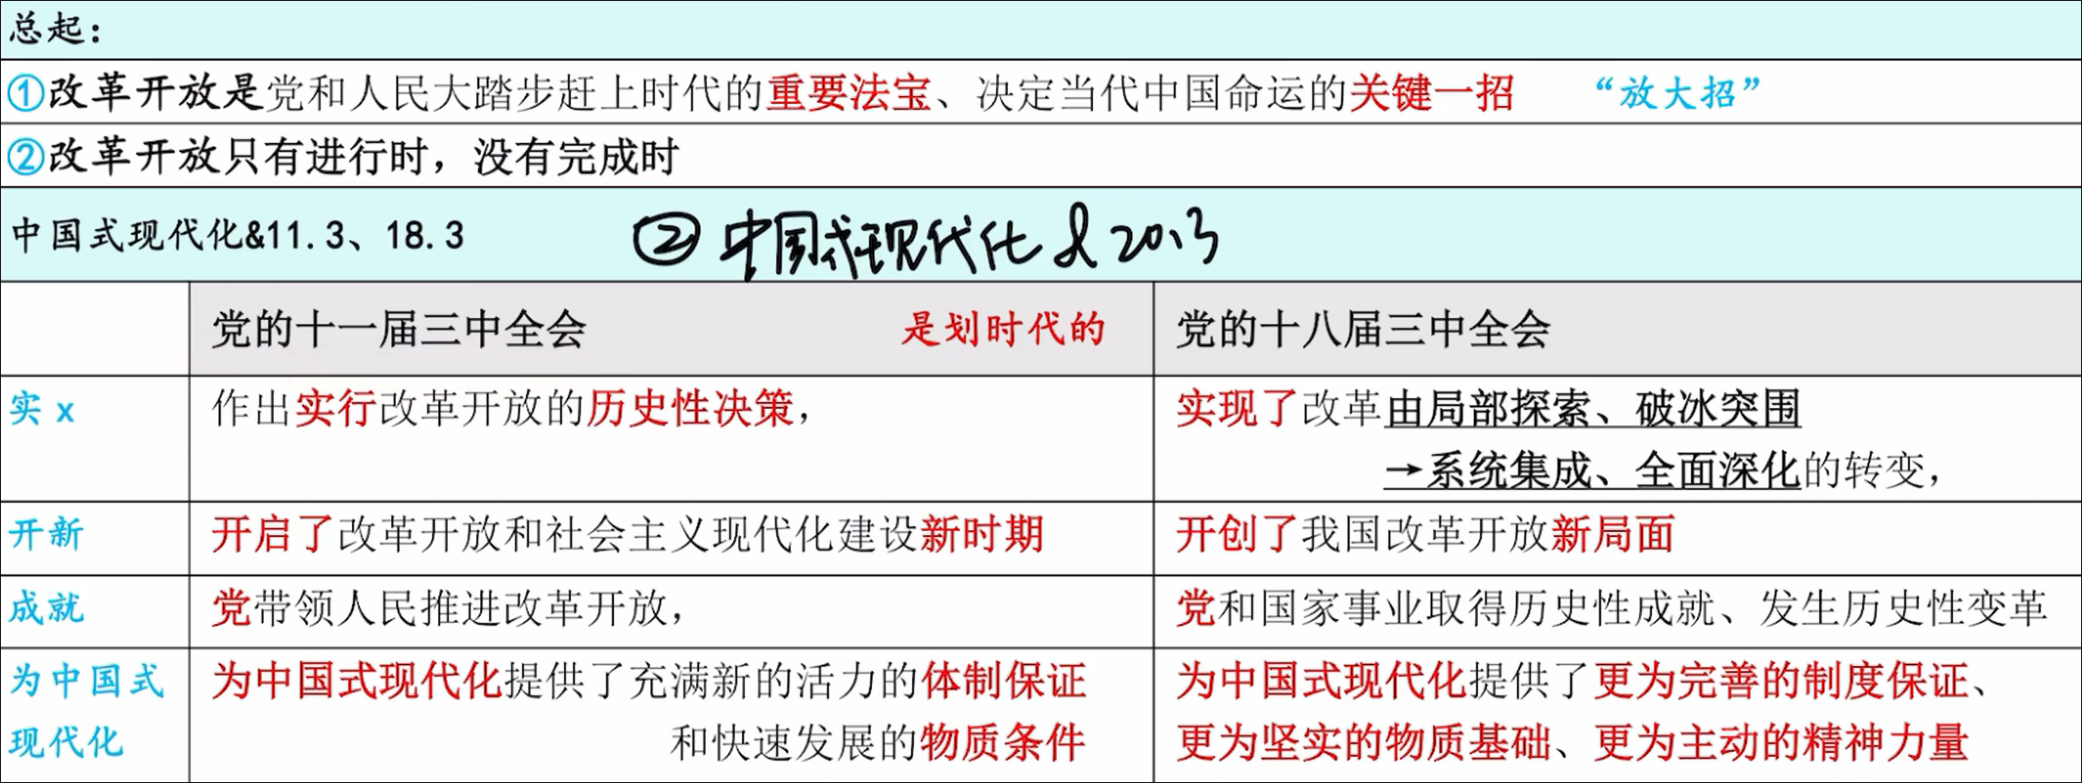 总起：
①改革开放是党和人民大踏步赶上时代的重要法宝、决定当代中国命运的关键一招 “放大招”
②改革开放只有进行时，没有完成时
中国式现代化&11.3、18.3 ②中国式现代化&2013
党的十一届三中全会 是划时代的 党的十八届三中全会
实x 作出实行改革开放的历史性决策， 实现了改革由局部探索、破冰突围
→系统集成、全面深化的转变，
开新 开启了改革开放和社会主义现代化建设新时期 开创了我国改革开放新局面
成就 党带领人民推进改革开放， 党和国家事业取得历史性成就、发生历史性变革
为中国式 为中国式现代化提供了充满新的活力的体制保证 为中国式现代化提供了更为完善的制度保证、
现代化 和快速发展的物质条件 更为坚实的物质基础、更为主动的精神力量